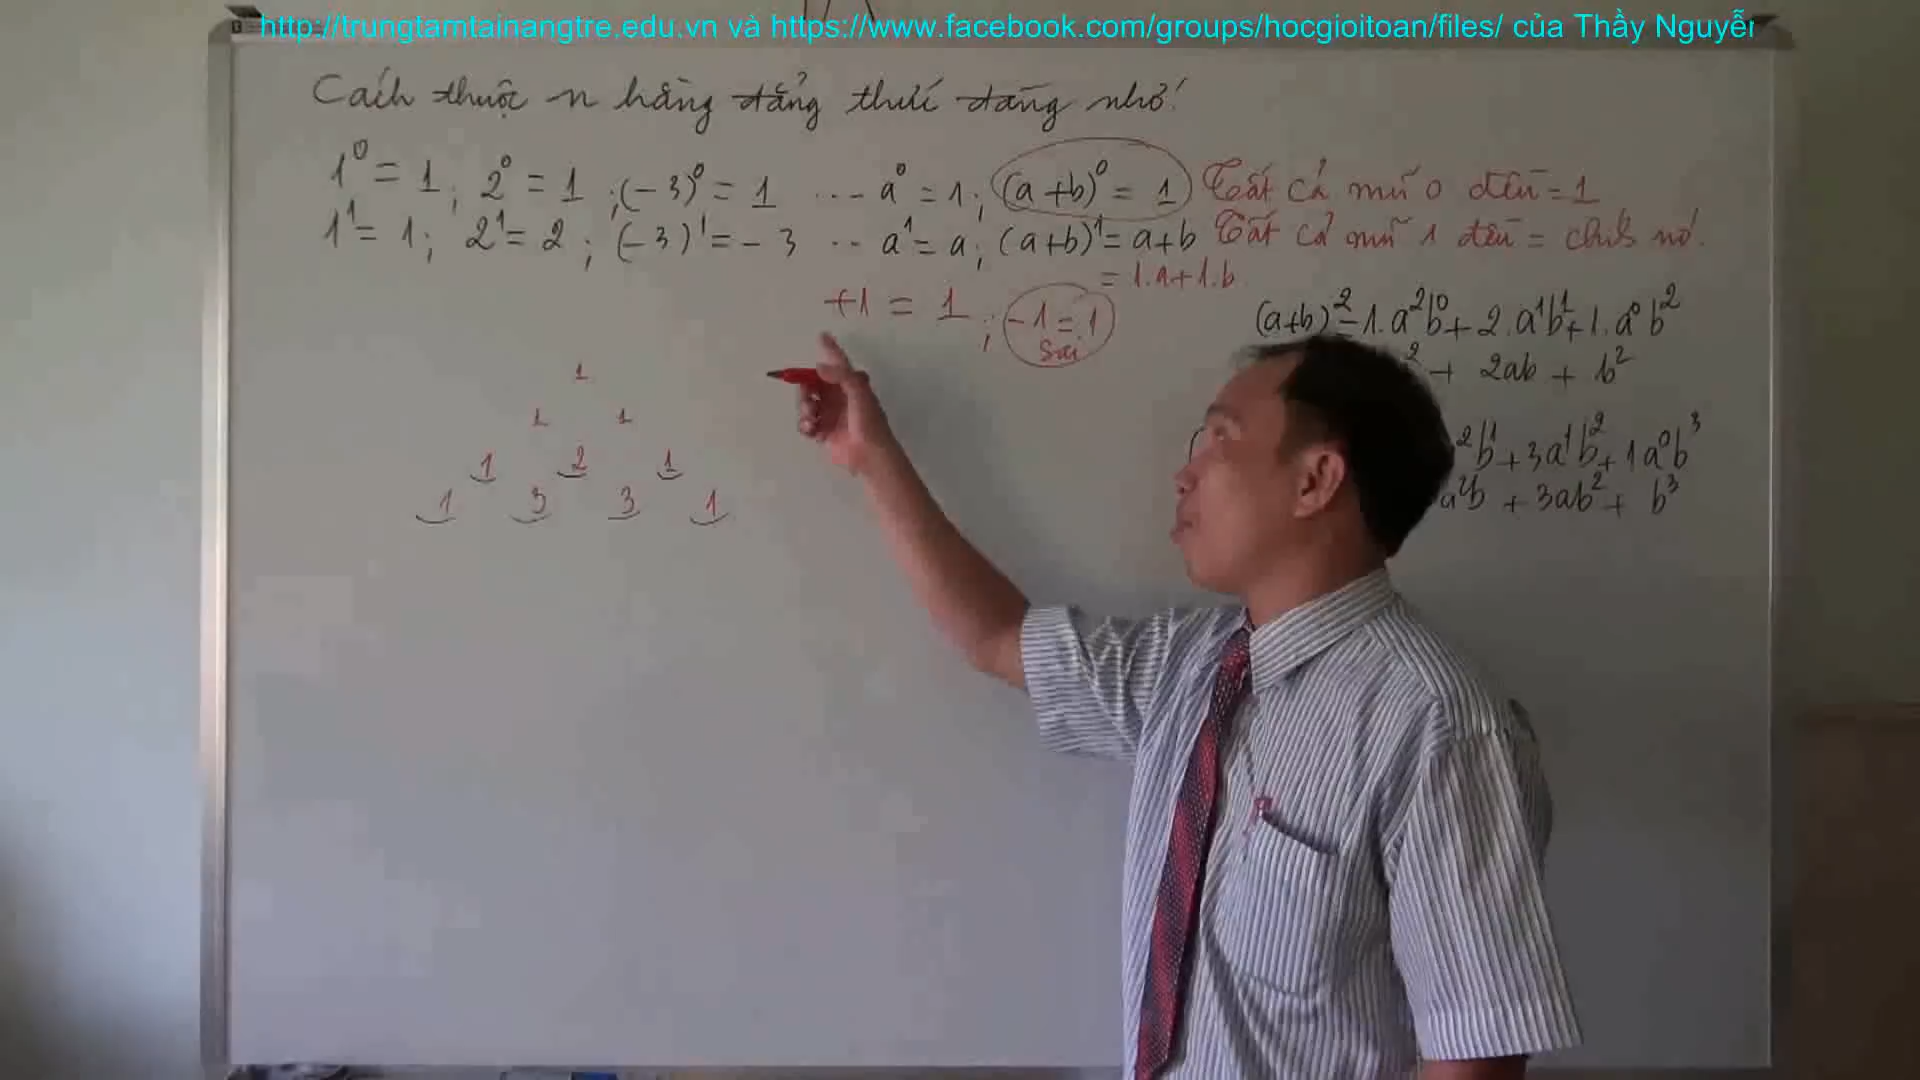 http://trungtamtainangtre.edu.vn và https://www.facebook.com/groups/hocgioitoan/files/ của Thầy Nguyễn
Cách thuộc n hằng đẳng thức đáng nhớ!
1⁰ = 1; 2⁰ = 1; (-3)⁰ = 1 ... a⁰ = 1; (a+b)⁰ = 1 Tất cả mũ 0 đều = 1
1¹ = 1; 2¹ = 2; (-3)¹ = -3 ... a¹ = a; (a+b)¹ = a+b Tất cả mũ 1 đều = chính nó.
= 1.a+1.b
+1 = 1; -1 = 1
Sai
(a+b)² = 1.a²b⁰ + 2.a¹b¹ + 1.a⁰b²
² + 2ab + b²
²b¹ + 3a¹b² + 1a⁰b³
a²b + 3ab² + b³
1
1 1
1 2 1
1 3 3 1